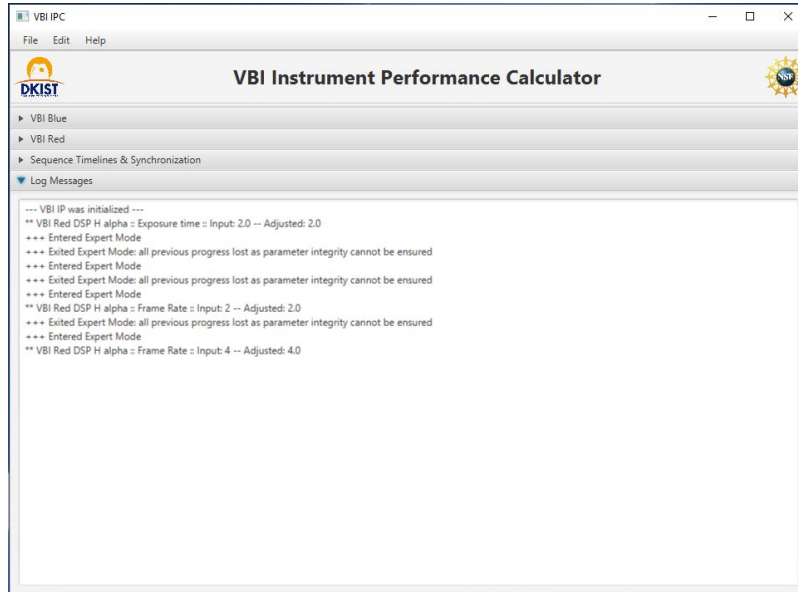 VBI IPC
File Edit Help
DKIST
VBI Instrument Performance Calculator
NSF
VBI Blue
VBI Red
Sequence Timelines & Synchronization
Log Messages
--- VBI IP was initialized ---
** VBI Red DSP H alpha :: Exposure time :: Input: 2.0 -- Adjusted: 2.0
+++ Entered Expert Mode
+++ Exited Expert Mode: all previous progress lost as parameter integrity cannot be ensured
+++ Entered Expert Mode
+++ Exited Expert Mode: all previous progress lost as parameter integrity cannot be ensured
+++ Entered Expert Mode
** VBI Red DSP H alpha :: Frame Rate :: Input: 2 -- Adjusted: 2.0
+++ Exited Expert Mode: all previous progress lost as parameter integrity cannot be ensured
+++ Entered Expert Mode
** VBI Red DSP H alpha :: Frame Rate :: Input: 4 -- Adjusted: 4.0